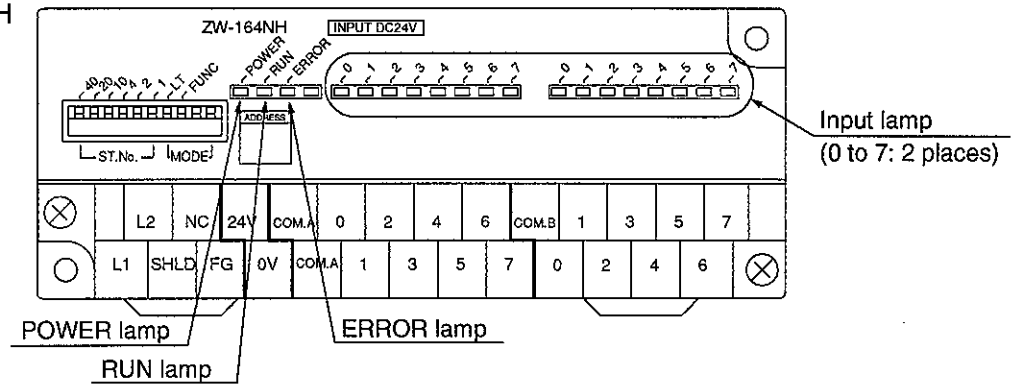 H
ZW-164NH
INPUT DC24V
POWER RUN ERROR
40 20 10 4 2 1 LT FUNC
0 1 2 3 4 5 6 7 0 1 2 3 4 5 6 7
ADDRESS
ST.No. MODE
Input lamp
(0 to 7: 2 places)
L2 NC 24V COM.A 0 2 4 6 COM.B 1 3 5 7
L1 SHLD FG 0V COM.A 1 3 5 7 0 2 4 6
POWER lamp
ERROR lamp
RUN lamp